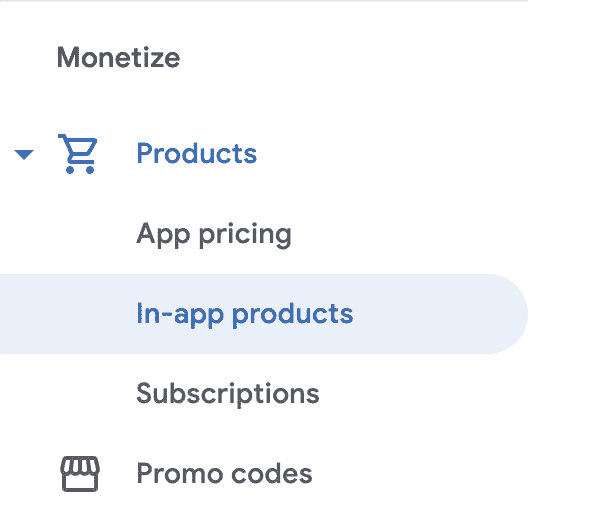 Monetize
Products
App pricing
In-app products
Subscriptions
Promo codes